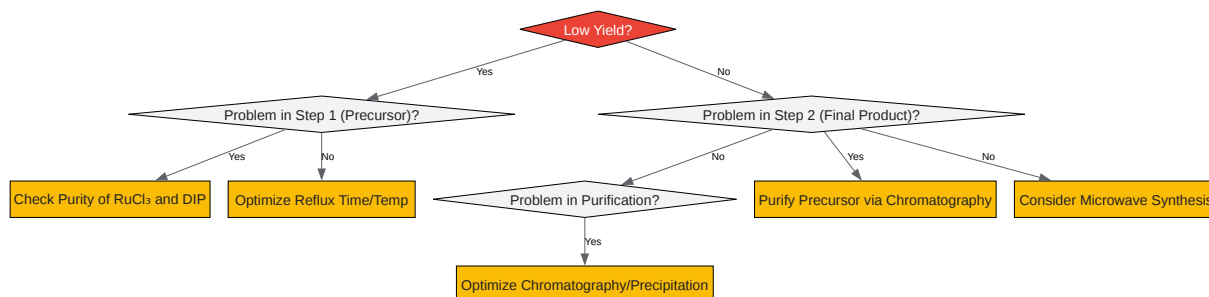 Low Yield?
Yes
No
Problem in Step 1 (Precursor)?
Problem in Step 2 (Final Product)?
Yes
No
No
Yes
No
Check Purity of RuCl₃ and DIP
Optimize Reflux Time/Temp
Problem in Purification?
Purify Precursor via Chromatography
Consider Microwave Synthesis
Yes
Optimize Chromatography/Precipitation